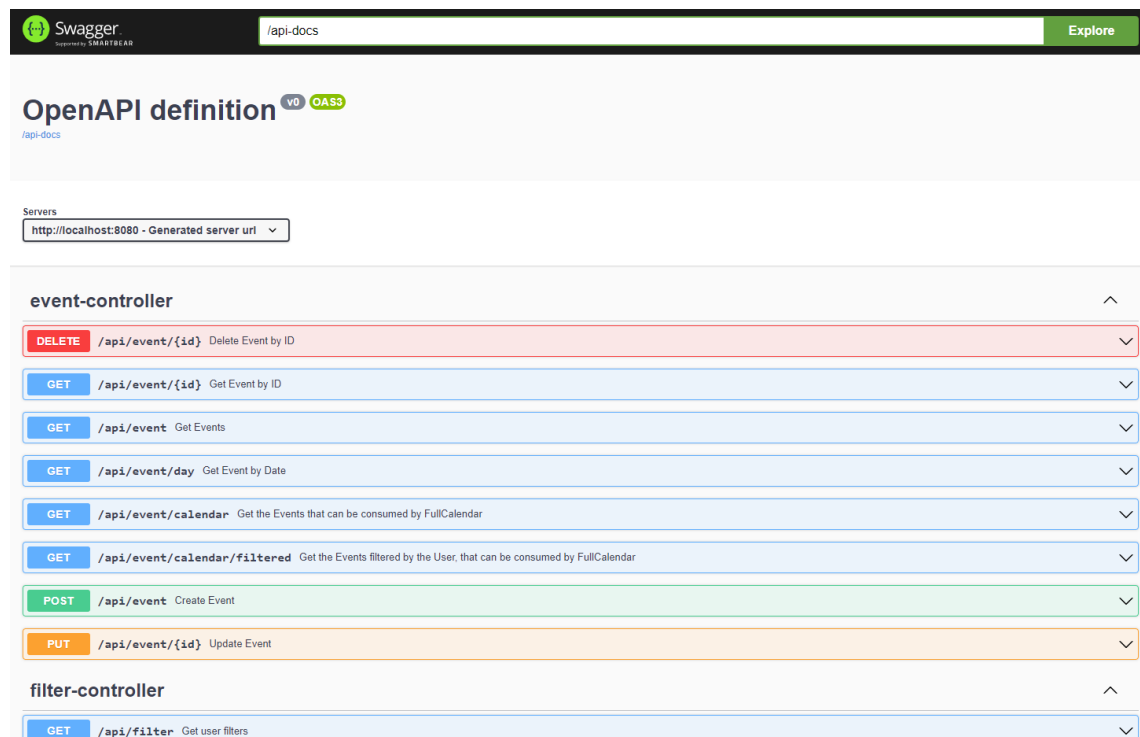 {··} Swagger.
Supported by SMARTBEAR
/api-docs
Explore
OpenAPI definition v0 OAS3
/api-docs
Servers
http://localhost:8080 - Generated server url
event-controller
DELETE /api/event/{id} Delete Event by ID
GET /api/event/{id} Get Event by ID
GET /api/event Get Events
GET /api/event/day Get Event by Date
GET /api/event/calendar Get the Events that can be consumed by FullCalendar
GET /api/event/calendar/filtered Get the Events filtered by the User, that can be consumed by FullCalendar
POST /api/event Create Event
PUT /api/event/{id} Update Event
filter-controller
GET /api/filter Get user filters